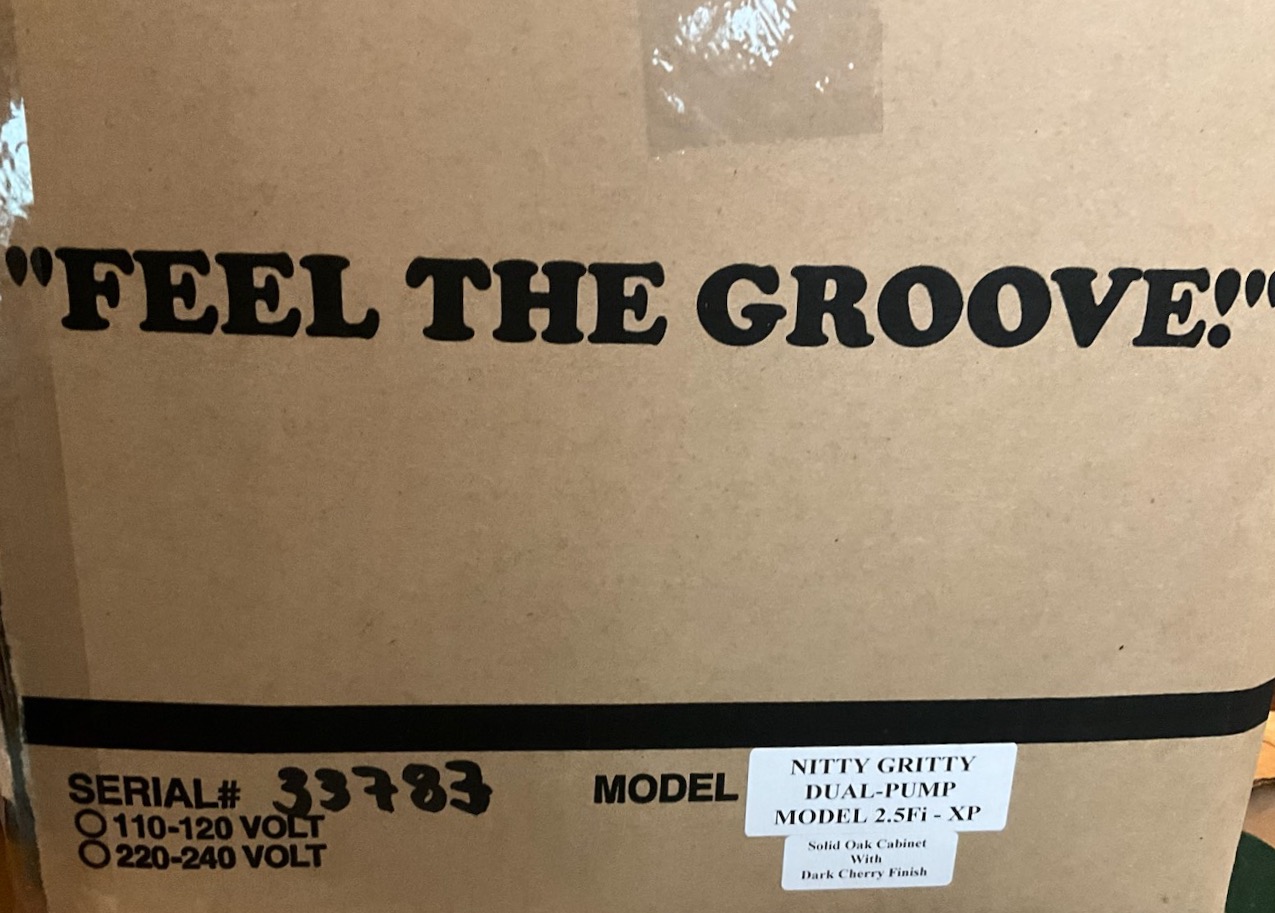 "FEEL THE GROOVE!"
SERIAL# 33783
110-120 VOLT
220-240 VOLT
MODEL
NITTY GRITTY
DUAL-PUMP
MODEL 2.5Fi - XP
Solid Oak Cabinet
With
Dark Cherry Finish